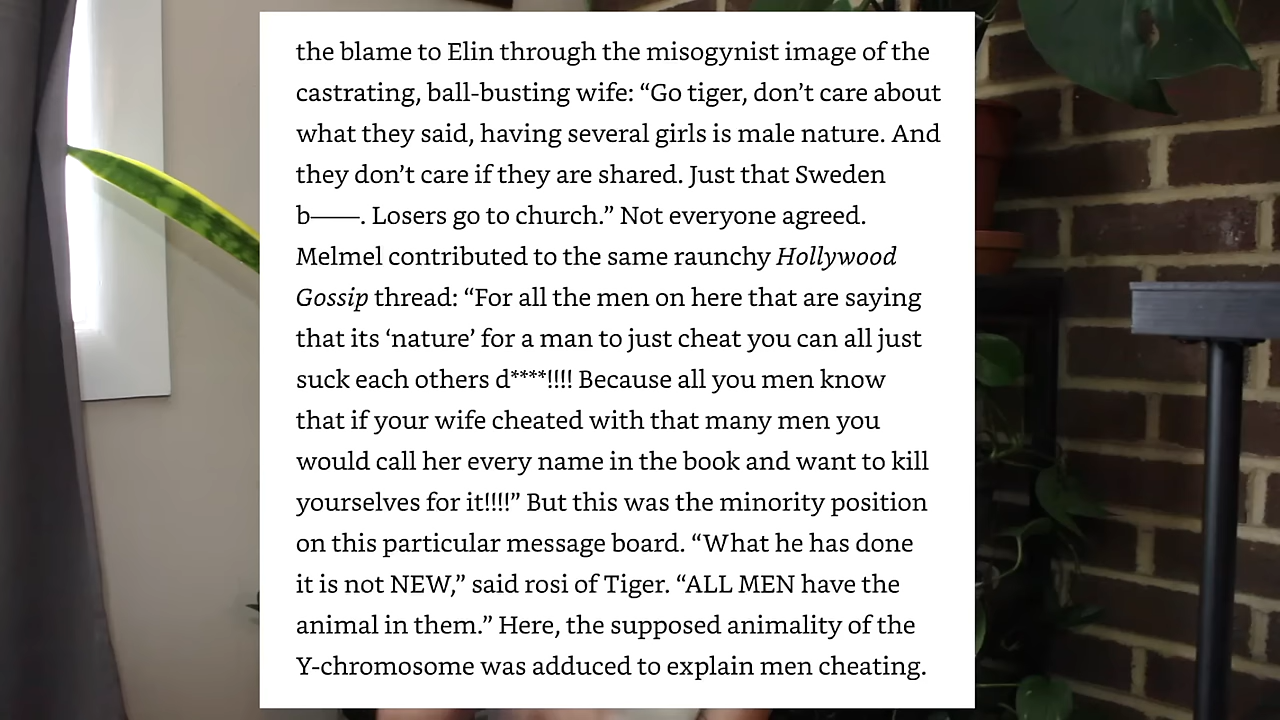 the blame to Elin through the misogynist image of the
castrating, ball-busting wife: “Go tiger, don’t care about
what they said, having several girls is male nature. And
they don’t care if they are shared. Just that Sweden
b——. Losers go to church.” Not everyone agreed.
Melmel contributed to the same raunchy Hollywood
Gossip thread: “For all the men on here that are saying
that its ‘nature’ for a man to just cheat you can all just
suck each others d****!!!! Because all you men know
that if your wife cheated with that many men you
would call her every name in the book and want to kill
yourselves for it!!!!” But this was the minority position
on this particular message board. “What he has done
it is not NEW,” said rosi of Tiger. “ALL MEN have the
animal in them.” Here, the supposed animality of the
Y-chromosome was adduced to explain men cheating.